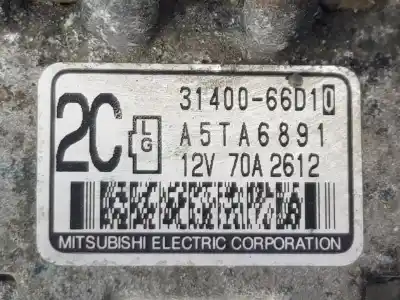 2C
L
G
31400-66D10
A5TA6891
12V 70A 2612
MITSUBISHI ELECTRIC CORPORATION